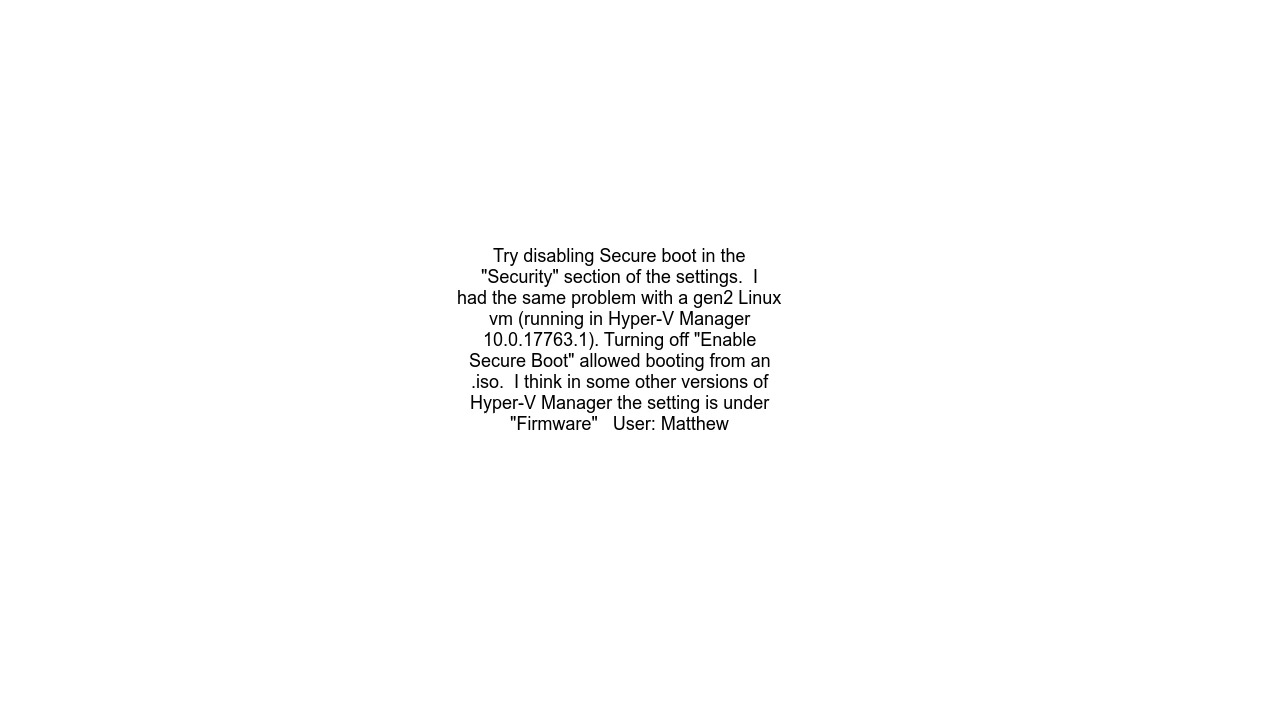 Try disabling Secure boot in the
"Security" section of the settings.  I
had the same problem with a gen2 Linux
vm (running in Hyper-V Manager
10.0.17763.1). Turning off "Enable
Secure Boot" allowed booting from an
.iso.  I think in some other versions of
Hyper-V Manager the setting is under
"Firmware"   User: Matthew